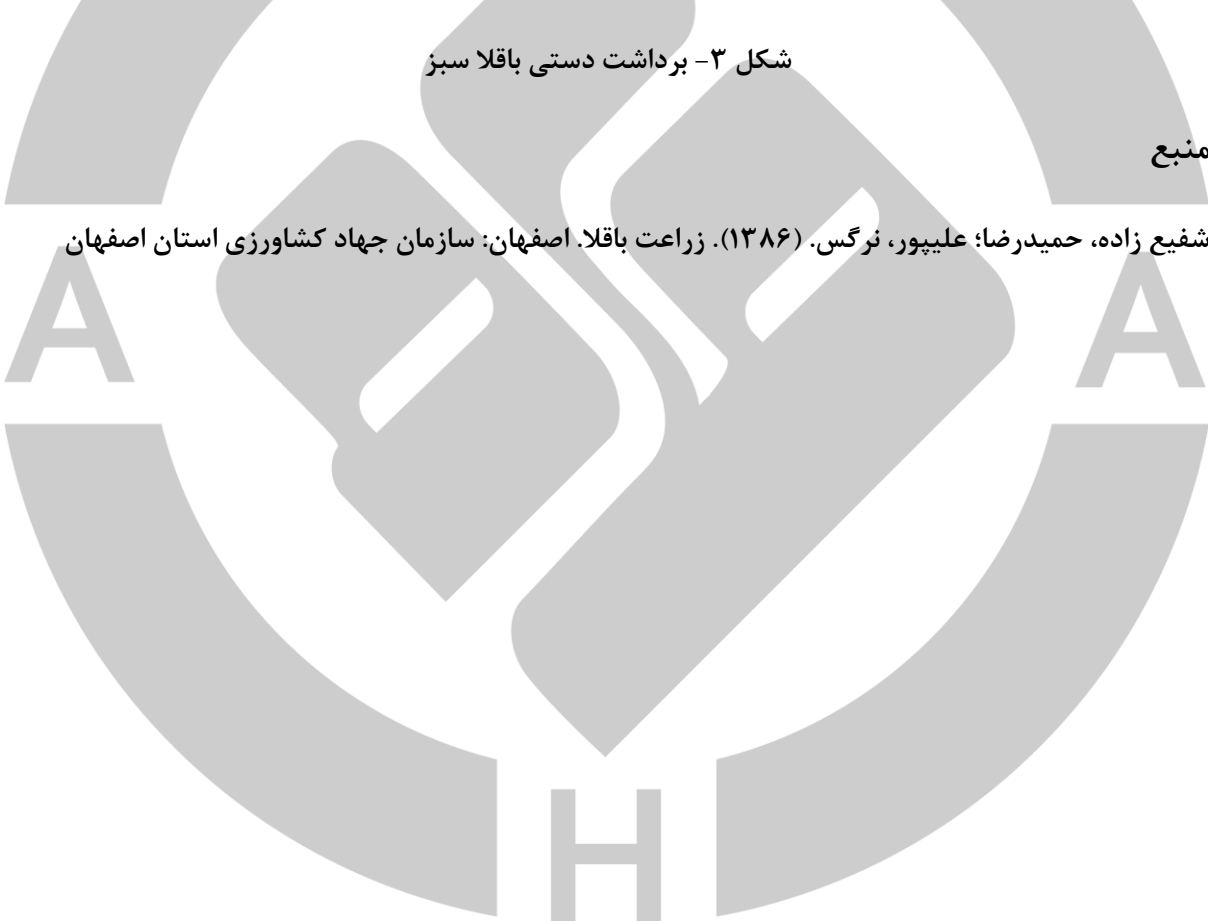 شکل ۳- برداشت دستی باقلا سبز
منبع
شفیع زاده، حمیدرضا؛ علیپور، نرگس. (۱۳۸۶). زراعت باقلا. اصفهان: سازمان جهاد کشاورزی استان اصفهان
A A
H